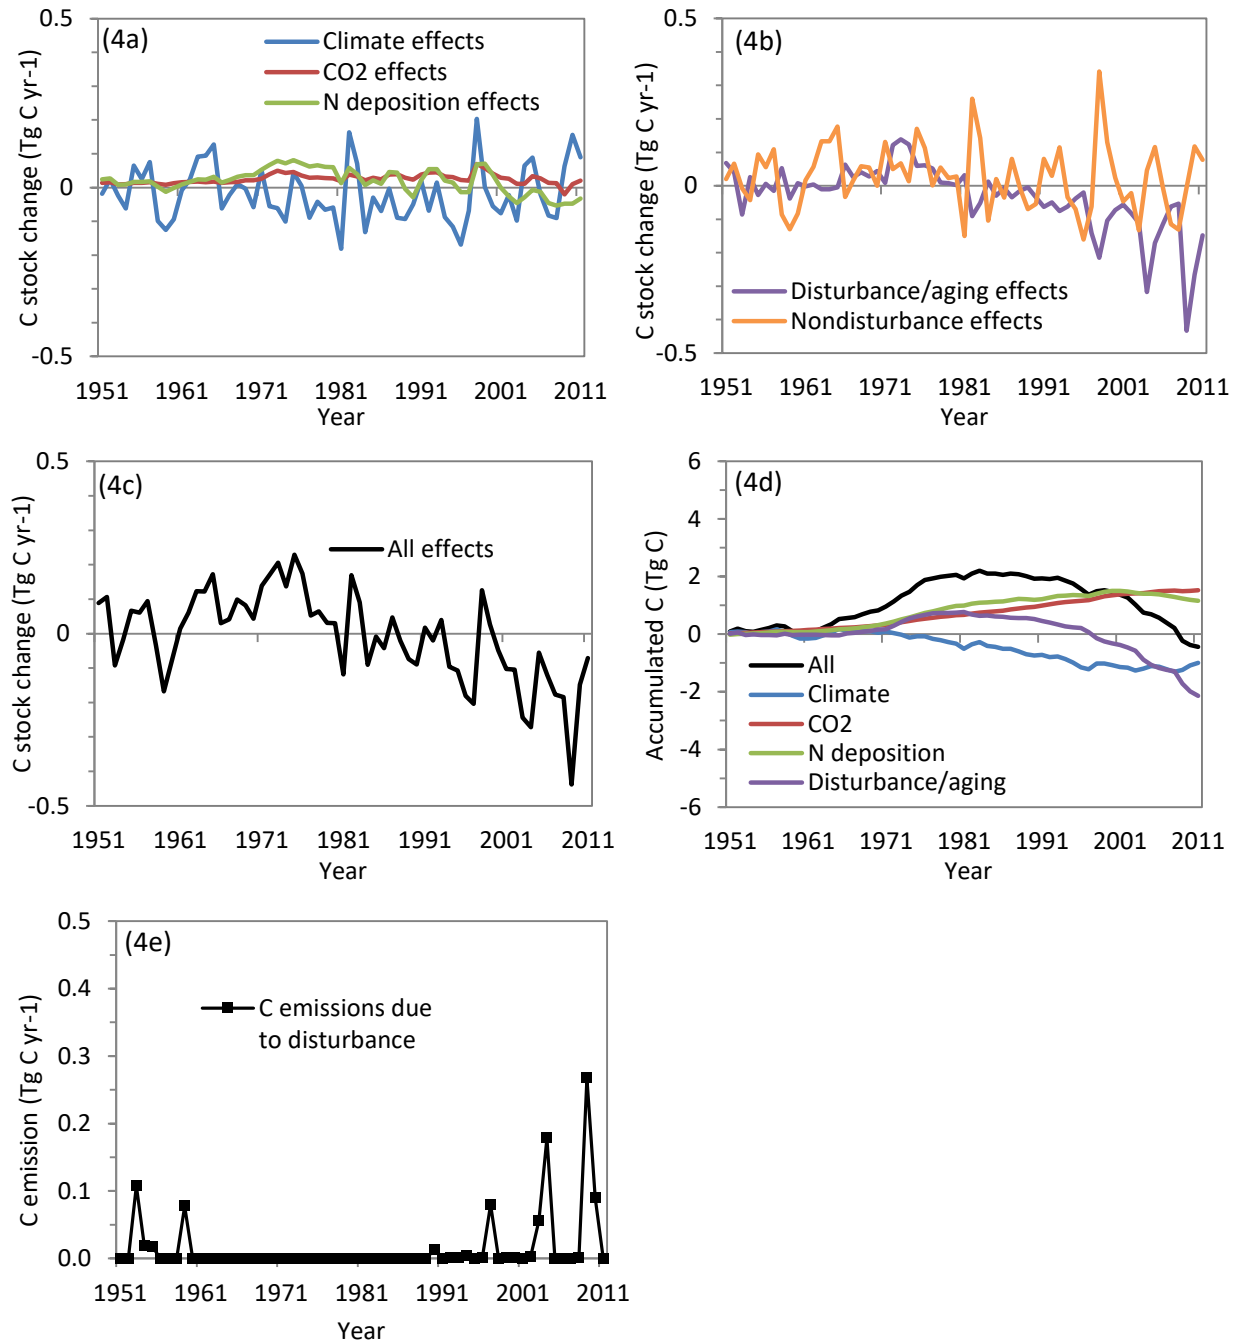 (4a)
Climate effects
CO2 effects
N deposition effects
C stock change (Tg C yr-1)
0.5
0
-0.5
1951 1961 1971 1981 1991 2001 2011
Year
(4b)
Disturbance/aging effects
Nondisturbance effects
C stock change (Tg C yr-1)
0.5
0
-0.5
1951 1961 1971 1981 1991 2001 2011
Year
(4c)
All effects
C stock change (Tg C yr-1)
0.5
0
-0.5
1951 1961 1971 1981 1991 2001 2011
Year
(4d)
All
Climate
CO2
N deposition
Disturbance/aging
Accumulated C (Tg C)
6
4
2
0
-2
-4
-6
1951 1961 1971 1981 1991 2001 2011
Year
(4e)
C emissions due
to disturbance
C emission (Tg C yr-1)
0.5
0.4
0.3
0.2
0.1
0.0
1951 1961 1971 1981 1991 2001 2011
Year